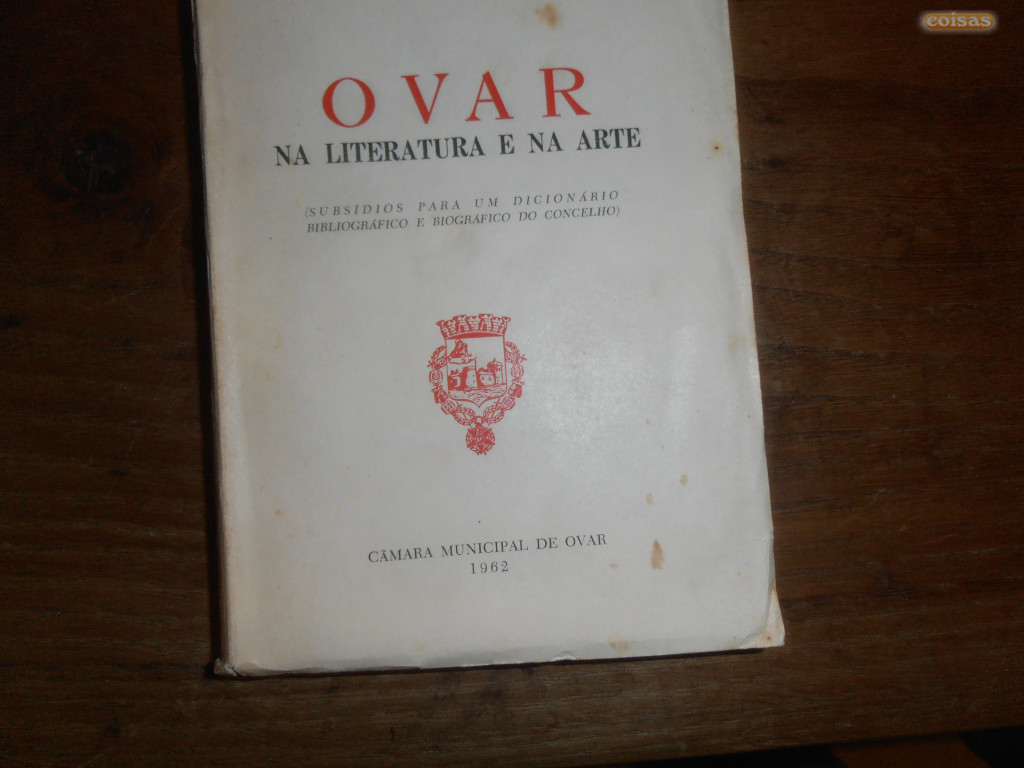 coisas
OVAR
NA LITERATURA E NA ARTE
(SUBSÍDIOS PARA UM DICIONÁRIO
BIBLIOGRÁFICO E BIOGRÁFICO DO CONCELHO)
CÂMARA MUNICIPAL DE OVAR
1962